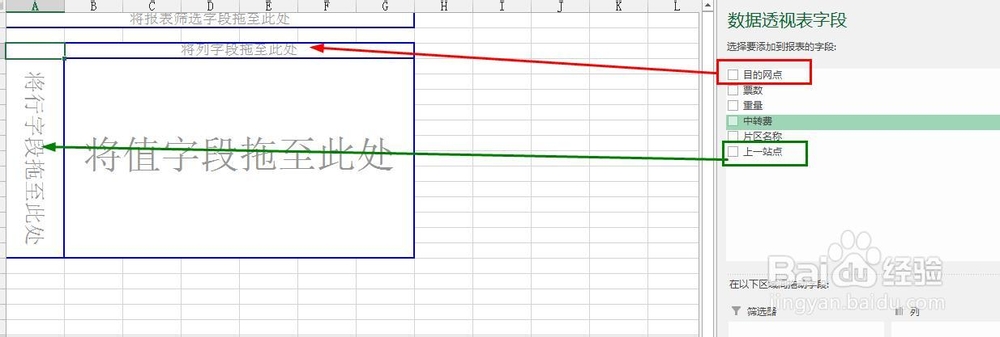 A B C D E F G H I J K L
将报表筛选字段拖至此处
将列字段拖至此处
将行字段拖至此处
将值字段拖至此处
数据透视表字段
选择要添加到报表的字段:
目的网点
票数
重量
中转费
片区名称
上一站点
在以下区域间拖动字段:
筛选器
列
Baidu经验
jingyan.baidu.com